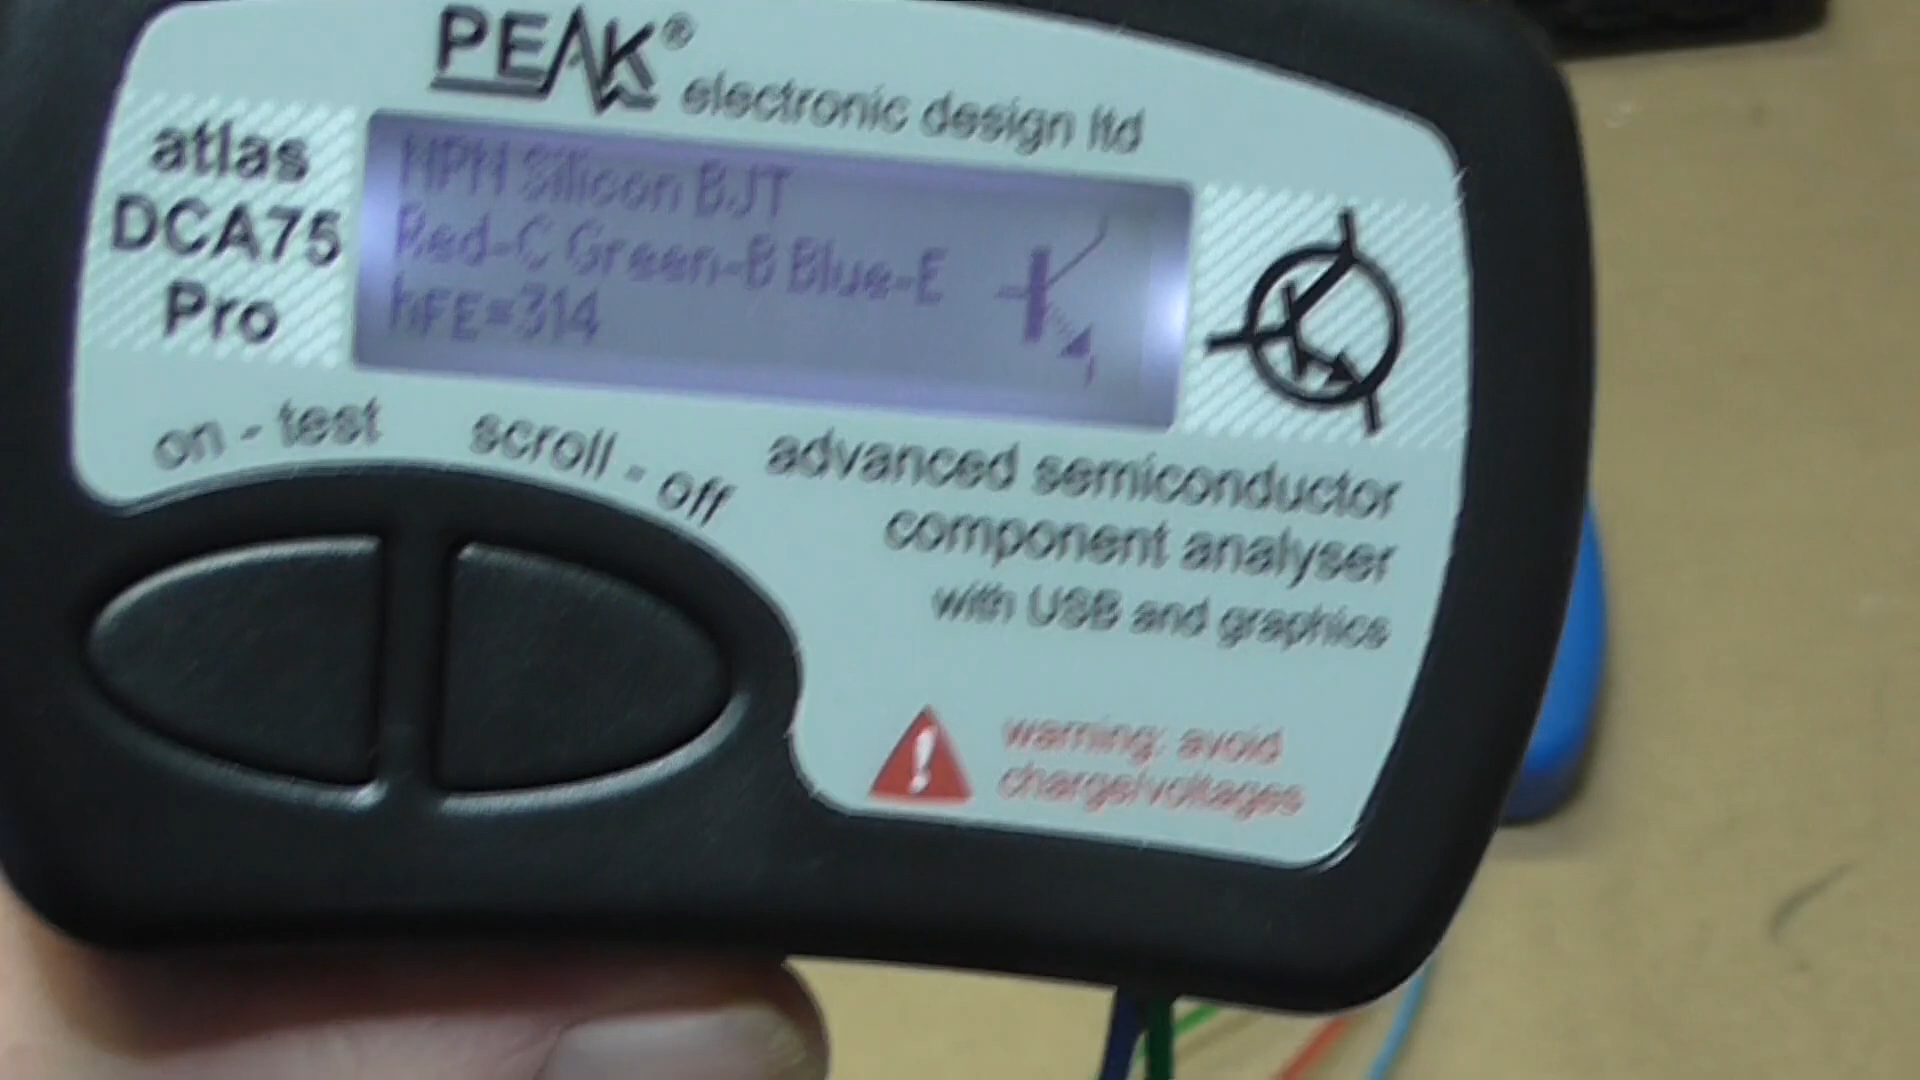 PEAK®
electronic design ltd
atlas
DCA75
Pro
NPN Silicon BJT
Red-C Green-B Blue-E
hFE=314
on - test
scroll - off
advanced semiconductor
component analyser
with USB and graphics
warning: avoid
charge/voltages